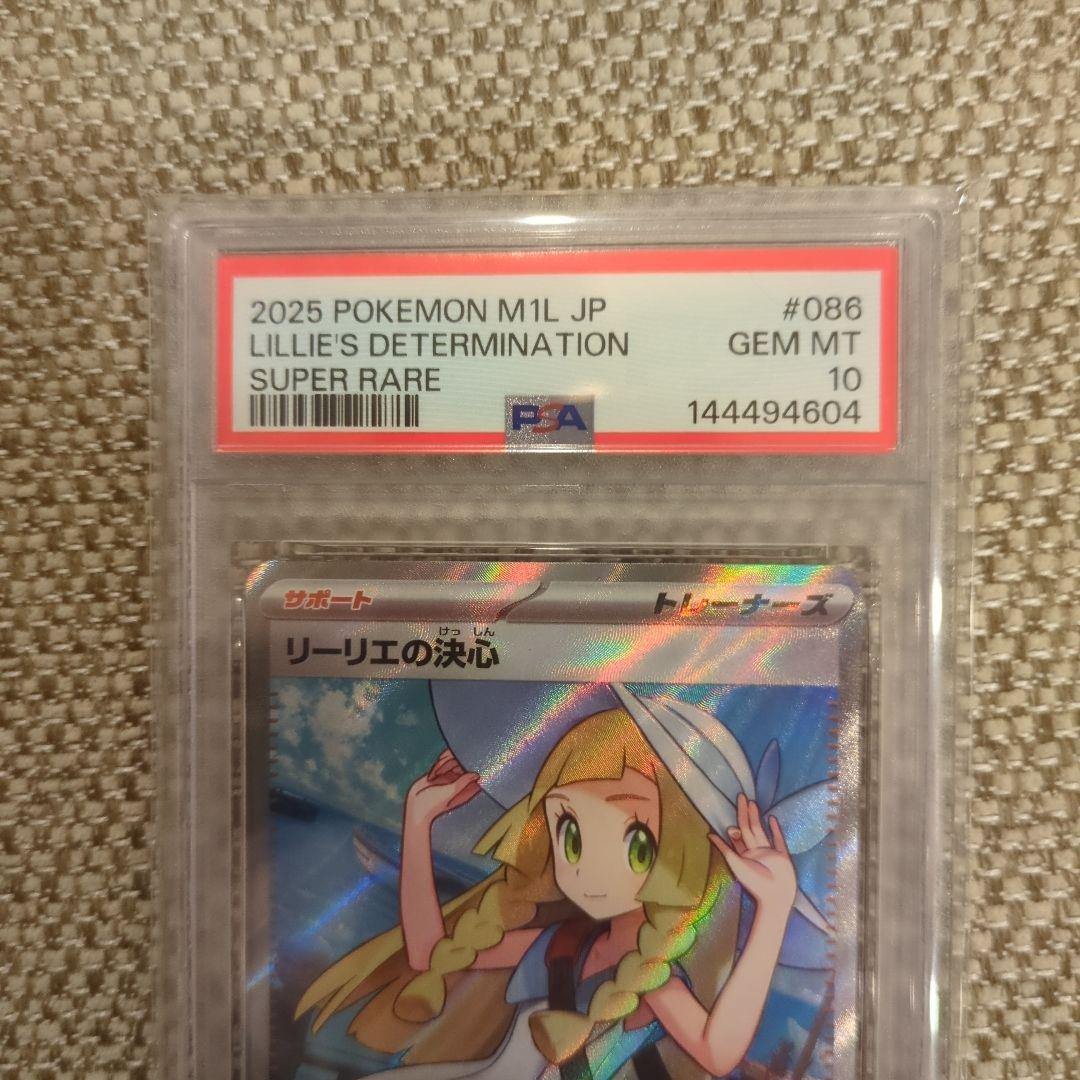 2025 POKEMON M1L JP #086
LILLIE'S DETERMINATION GEM MT
SUPER RARE 10
PSA 144494604
サポート トレーナーズ
けっ しん
リーリエの決心